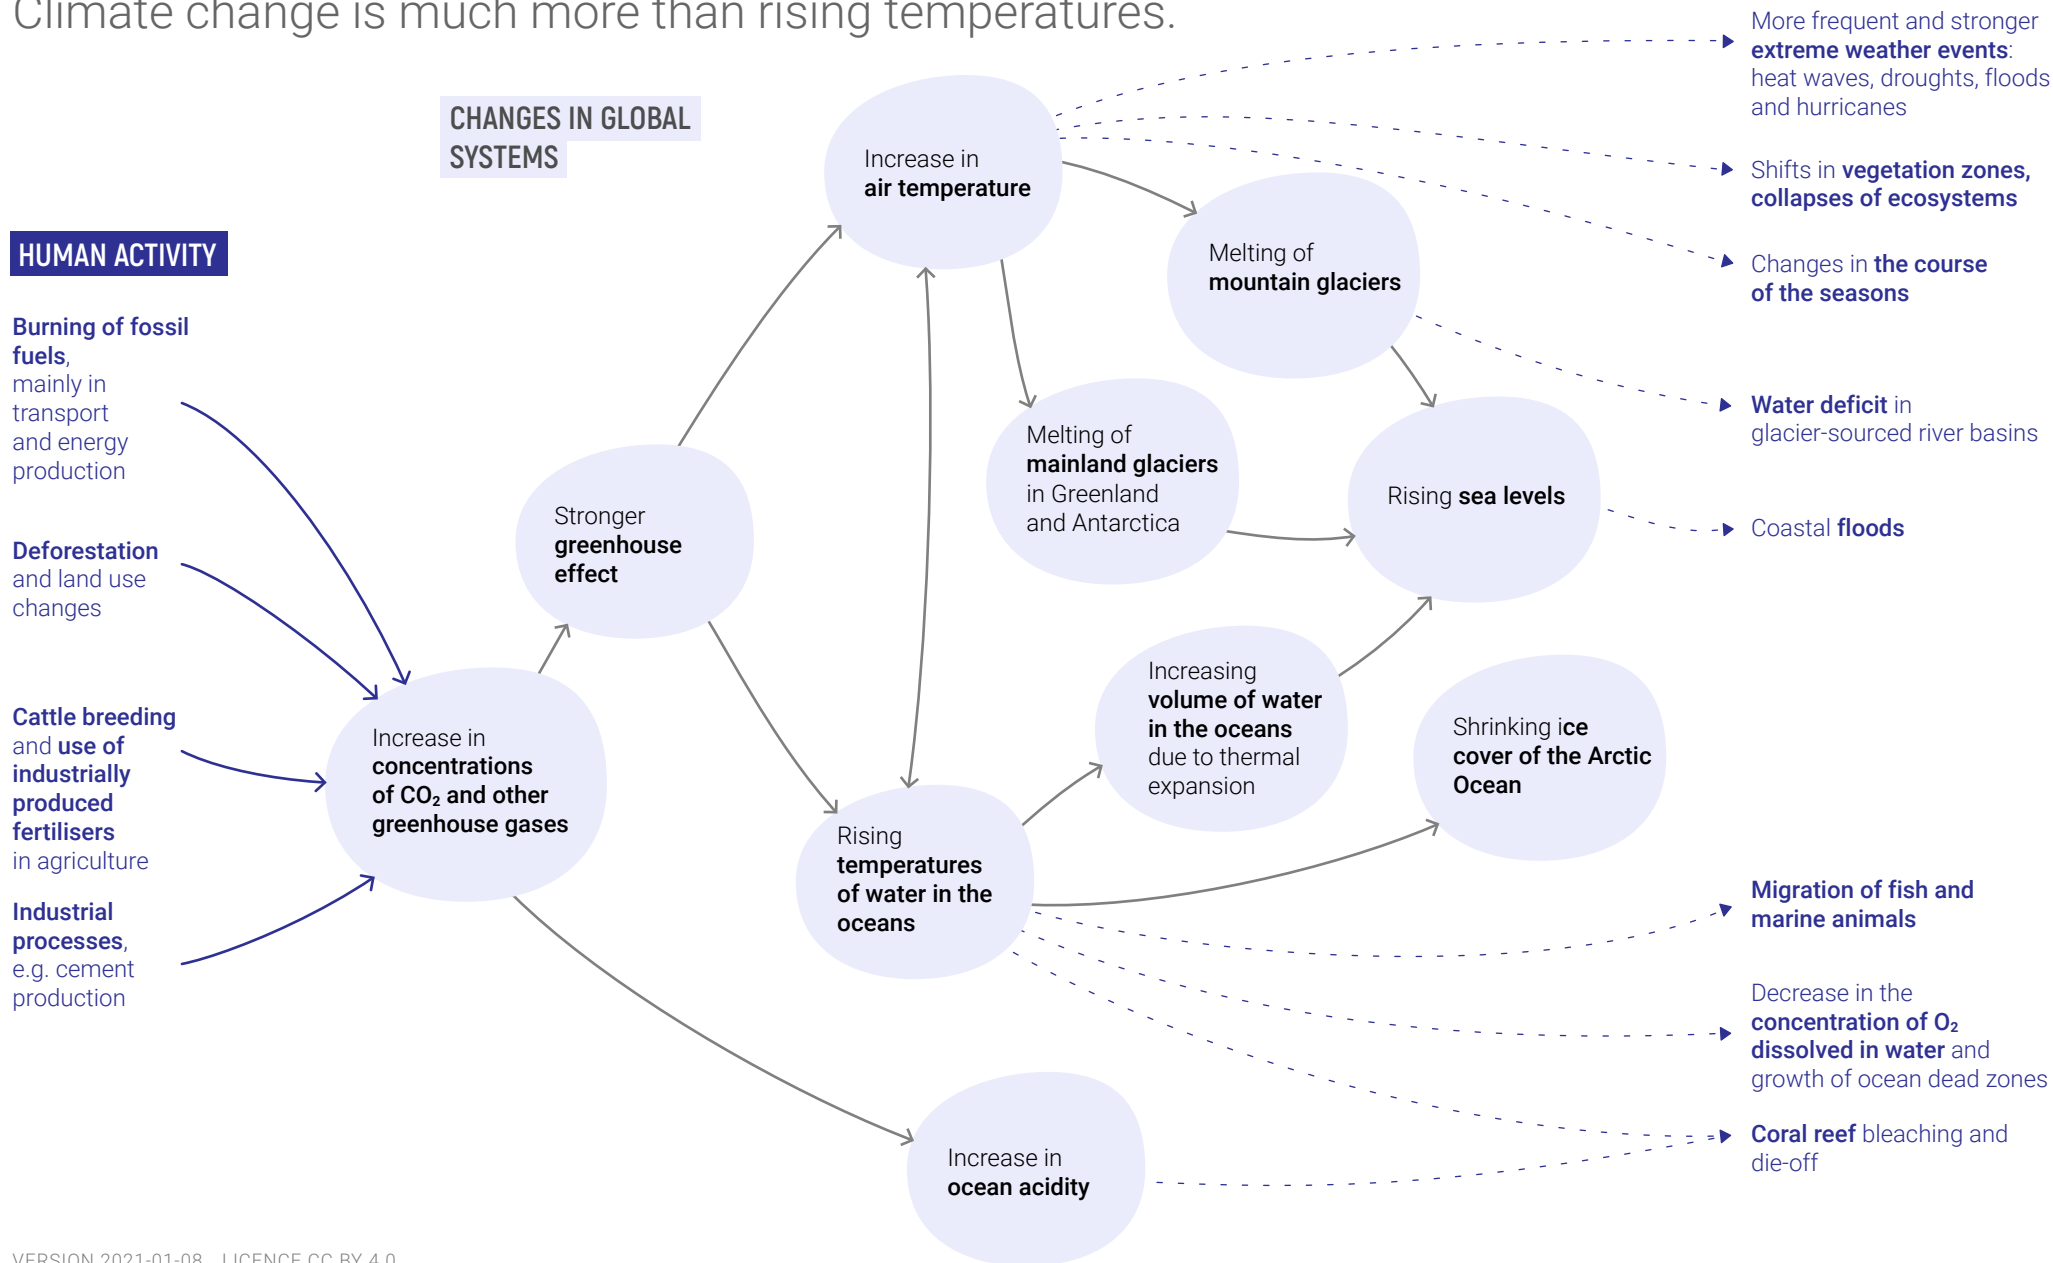 Climate change is much more than rising temperatures.
CHANGES IN GLOBAL
SYSTEMS
HUMAN ACTIVITY
Burning of fossil
fuels,
mainly in
transport
and energy
production
Deforestation
and land use
changes
Cattle breeding
and use of
industrially
produced
fertilisers
in agriculture
Industrial
processes,
e.g. cement
production
Increase in
concentrations
of CO₂ and other
greenhouse gases
Stronger
greenhouse
effect
Increase in
air temperature
Melting of
mountain glaciers
Melting of
mainland glaciers
in Greenland
and Antarctica
Rising sea levels
Increasing
volume of water
in the oceans
due to thermal
expansion
Shrinking ice
cover of the Arctic
Ocean
Rising
temperatures
of water in the
oceans
Increase in
ocean acidity
More frequent and stronger
extreme weather events:
heat waves, droughts, floods
and hurricanes
Shifts in vegetation zones,
collapses of ecosystems
Changes in the course
of the seasons
Water deficit in
glacier-sourced river basins
Coastal floods
Migration of fish and
marine animals
Decrease in the
concentration of O₂
dissolved in water and
growth of ocean dead zones
Coral reef bleaching and
die-off
VERSION 2021-01-08 LICENCE CC BY 4.0